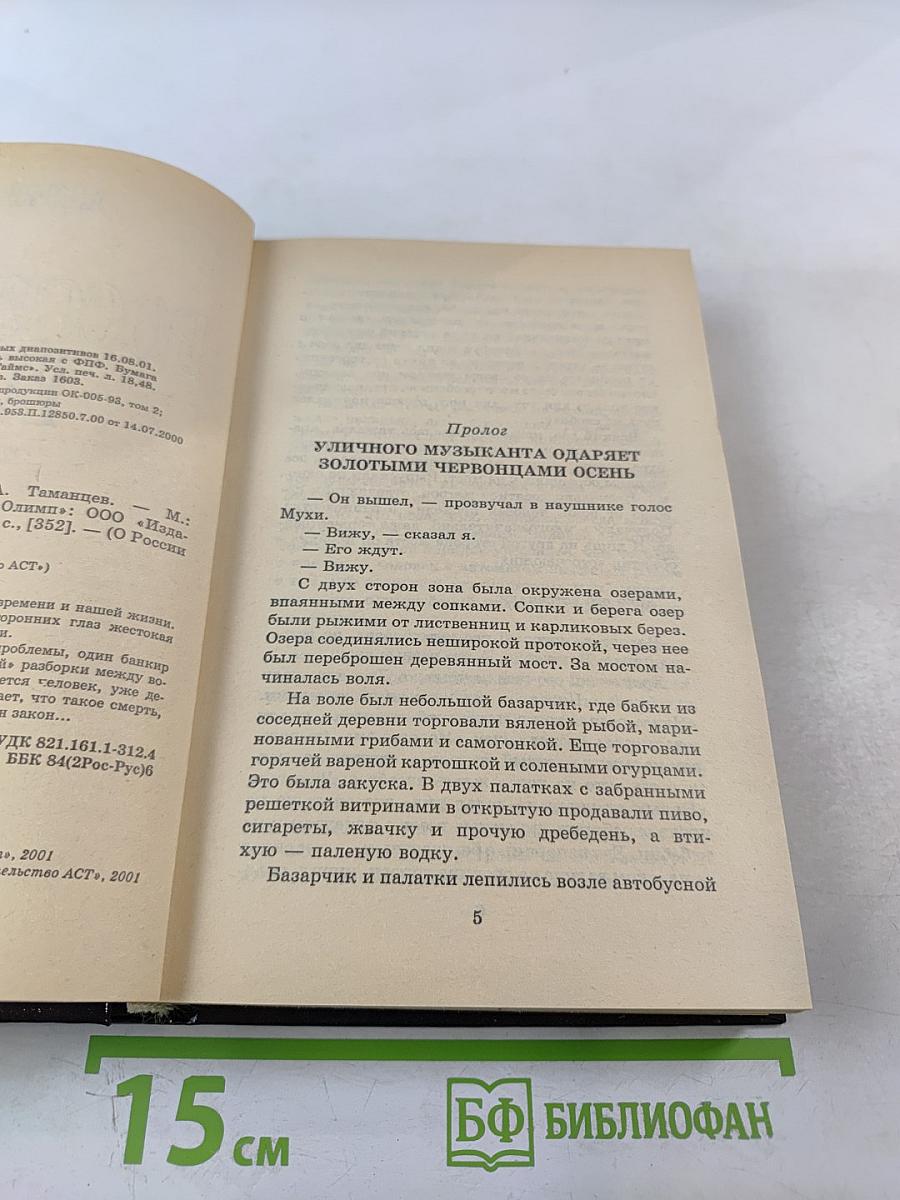 ых диапозитивов 16.08.01.
высокая с ФПФ. Бумага
Таймс». Усл. печ. л. 18,48.
Заказ 1603.
продукции ОК-005-93, том 2;
, брошюры
.953.П.12850.7.00 от 14.07.2000
А. Таманцев. — М.:
Олимп»: ООО «Изда-
с., [352]. — (О России
о АСТ»)
времени и нашей жизни.
торонних глаз жестокая
и.
проблемы, один банкир
й» разборки между во-
ется человек, уже де-
ает, что такое смерть,
н закон...
УДК 821.161.1-312.4
ББК 84(2Рос-Рус)6
», 2001
ельство АСТ», 2001
Пролог
УЛИЧНОГО МУЗЫКАНТА ОДАРЯЕТ
ЗОЛОТЫМИ ЧЕРВОНЦАМИ ОСЕНЬ
— Он вышел, — прозвучал в наушнике голос
Мухи.
— Вижу, — сказал я.
— Его ждут.
— Вижу.
С двух сторон зона была окружена озерами,
впаянными между сопками. Сопки и берега озер
были рыжими от лиственниц и карликовых берез.
Озера соединялись неширокой протокой, через нее
был переброшен деревянный мост. За мостом на-
чиналась воля.
На воле был небольшой базарчик, где бабки из
соседней деревни торговали вяленой рыбой, мари-
нованными грибами и самогонкой. Еще торговали
горячей вареной картошкой и солеными огурцами.
Это была закуска. В двух палатках с забранными
решеткой витринами в открытую продавали пиво,
сигареты, жвачку и прочую дребедень, а вти-
хую — паленую водку.
Базарчик и палатки лепились возле автобусной
5
15 см
БФ БИБЛИОФАН